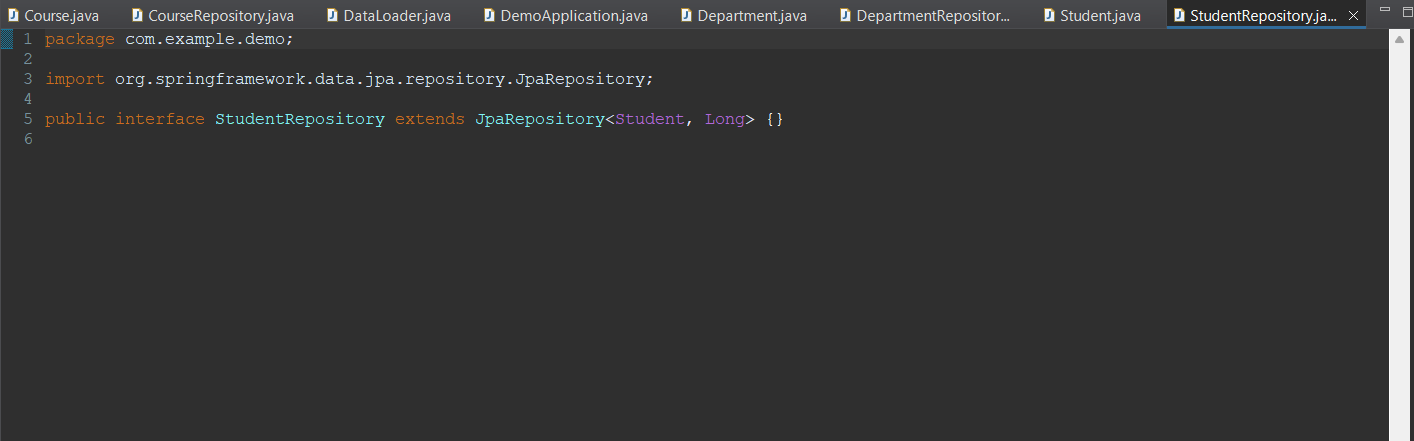 Course.java CourseRepository.java DataLoader.java DemoApplication.java Department.java DepartmentRepositor... Student.java StudentRepository.ja...
1 package com.example.demo;
2
3 import org.springframework.data.jpa.repository.JpaRepository;
4
5 public interface StudentRepository extends JpaRepository<Student, Long> {}
6